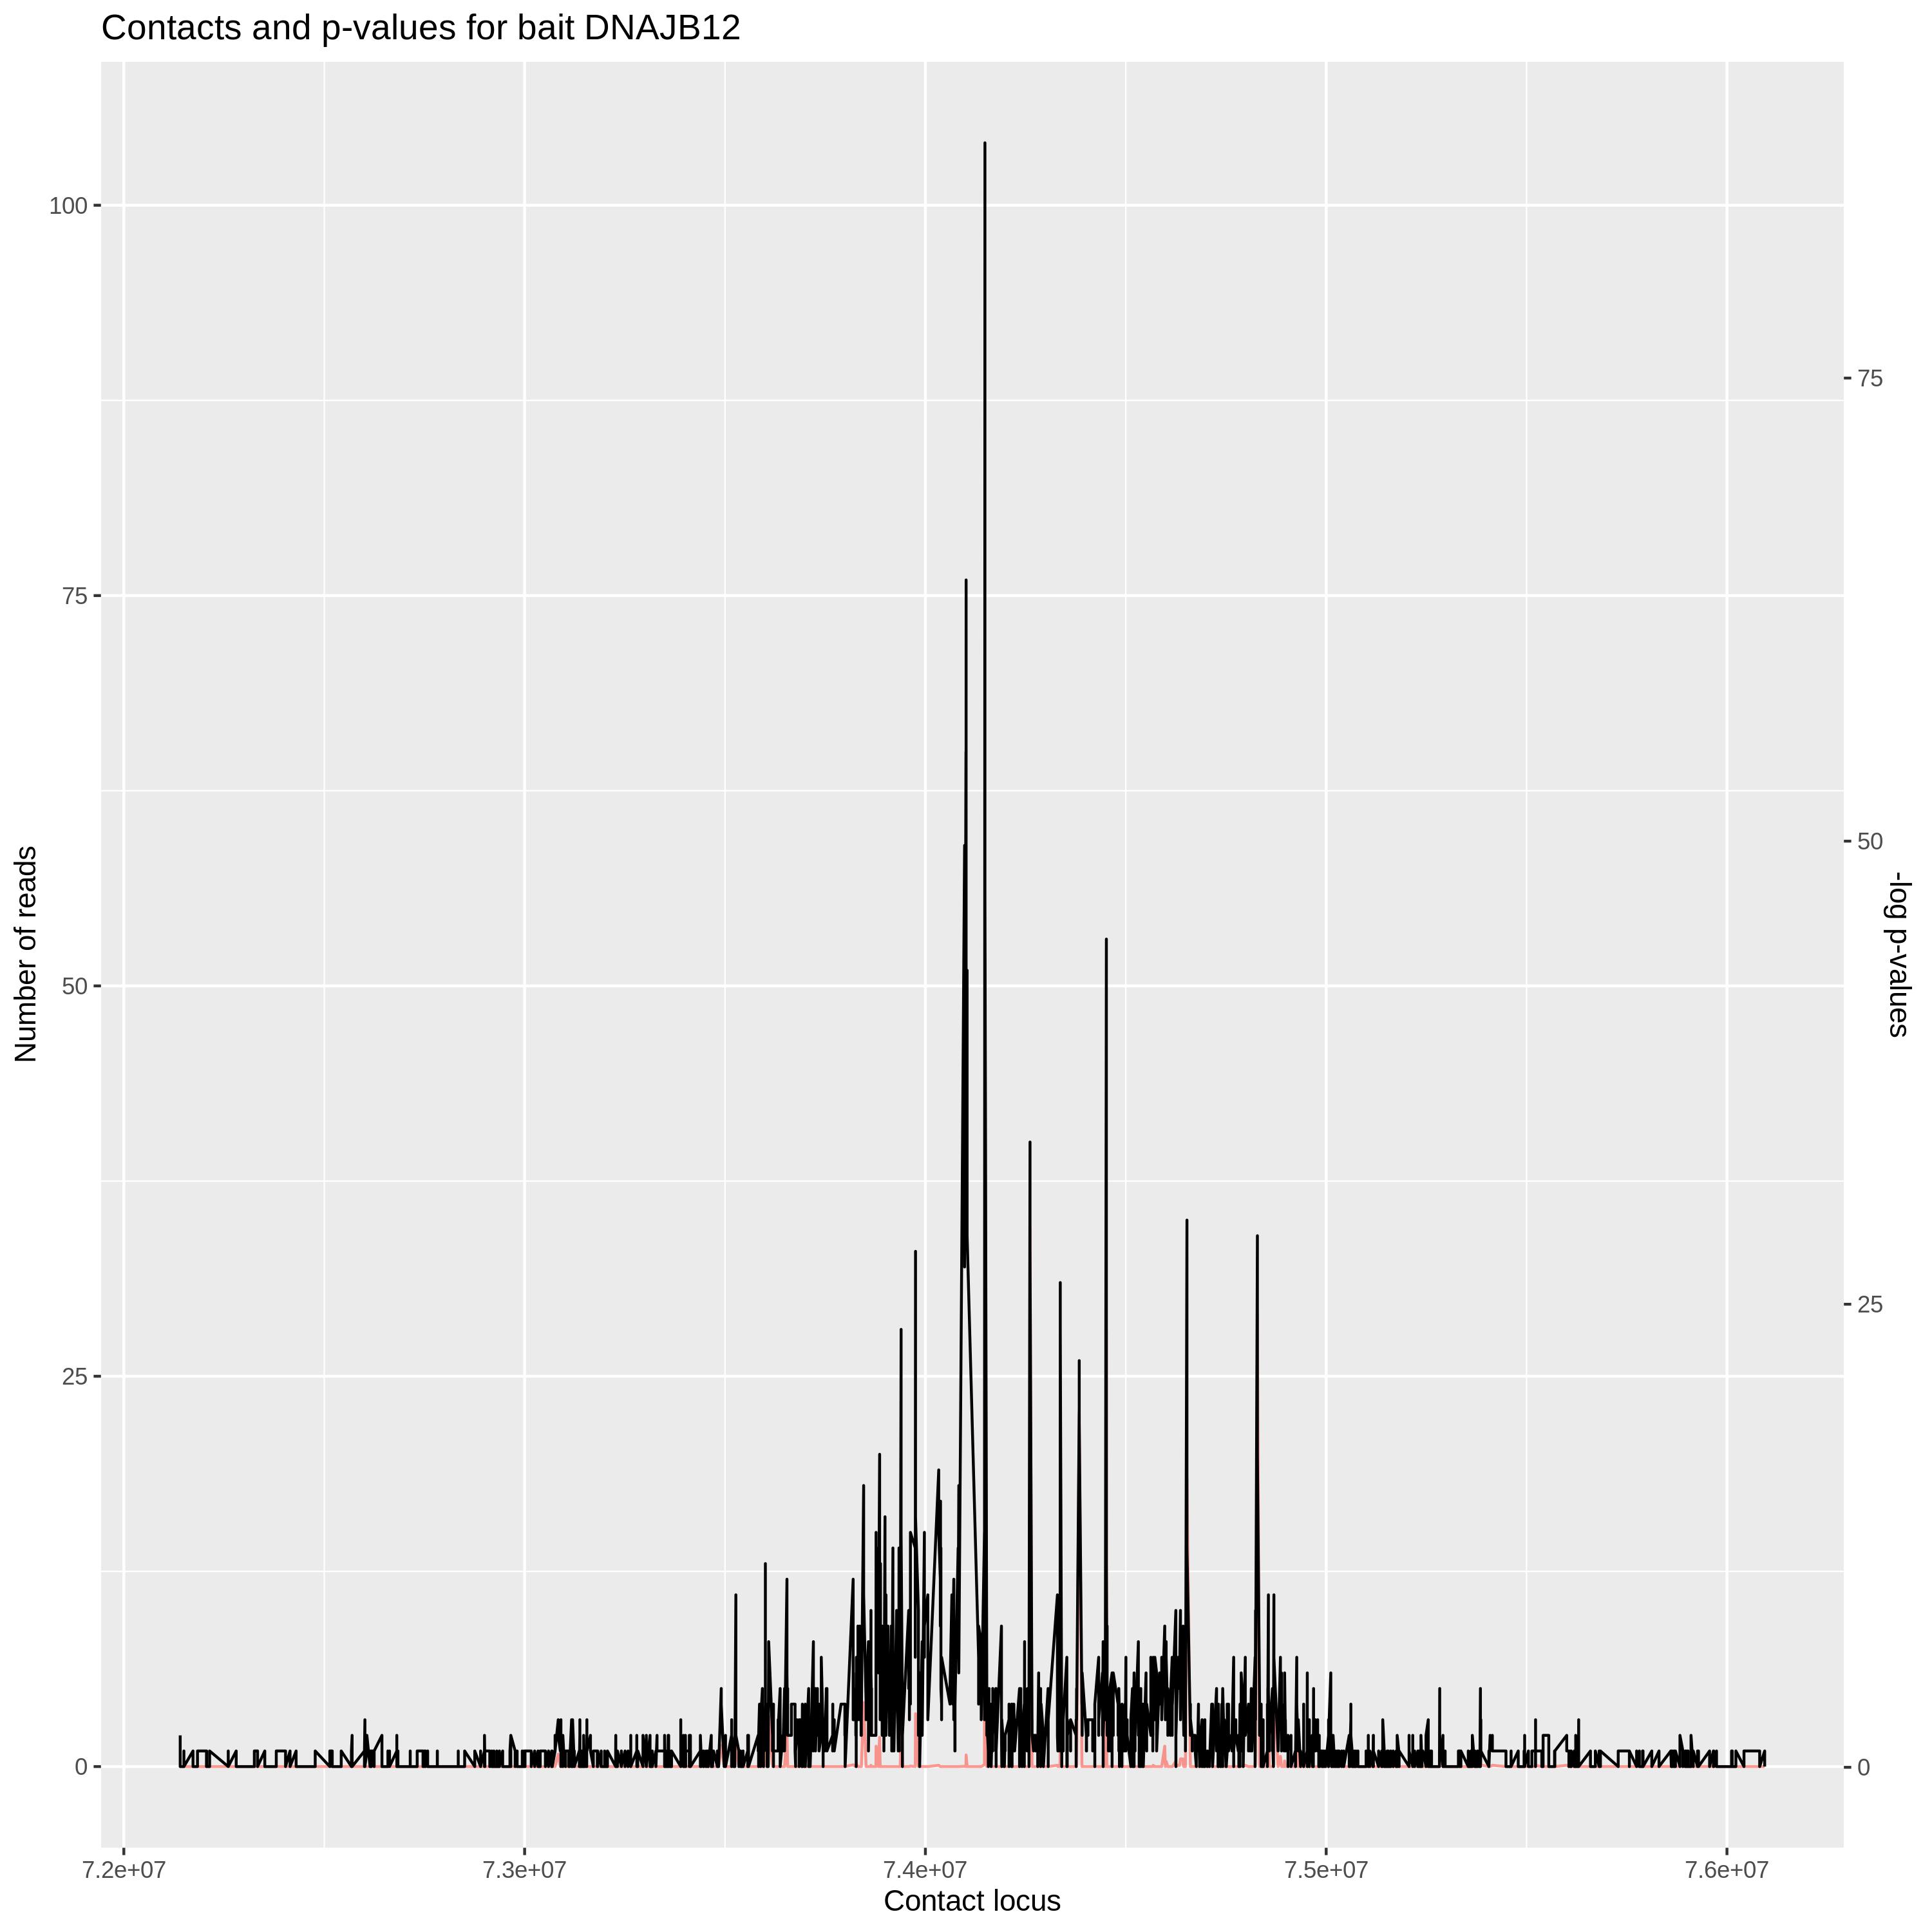 Contacts and p-values for bait DNAJB12
100
75
50
25
0
Number of reads
75
50
25
0
-log p-values
7.2e+07 7.3e+07 7.4e+07 7.5e+07 7.6e+07
Contact locus